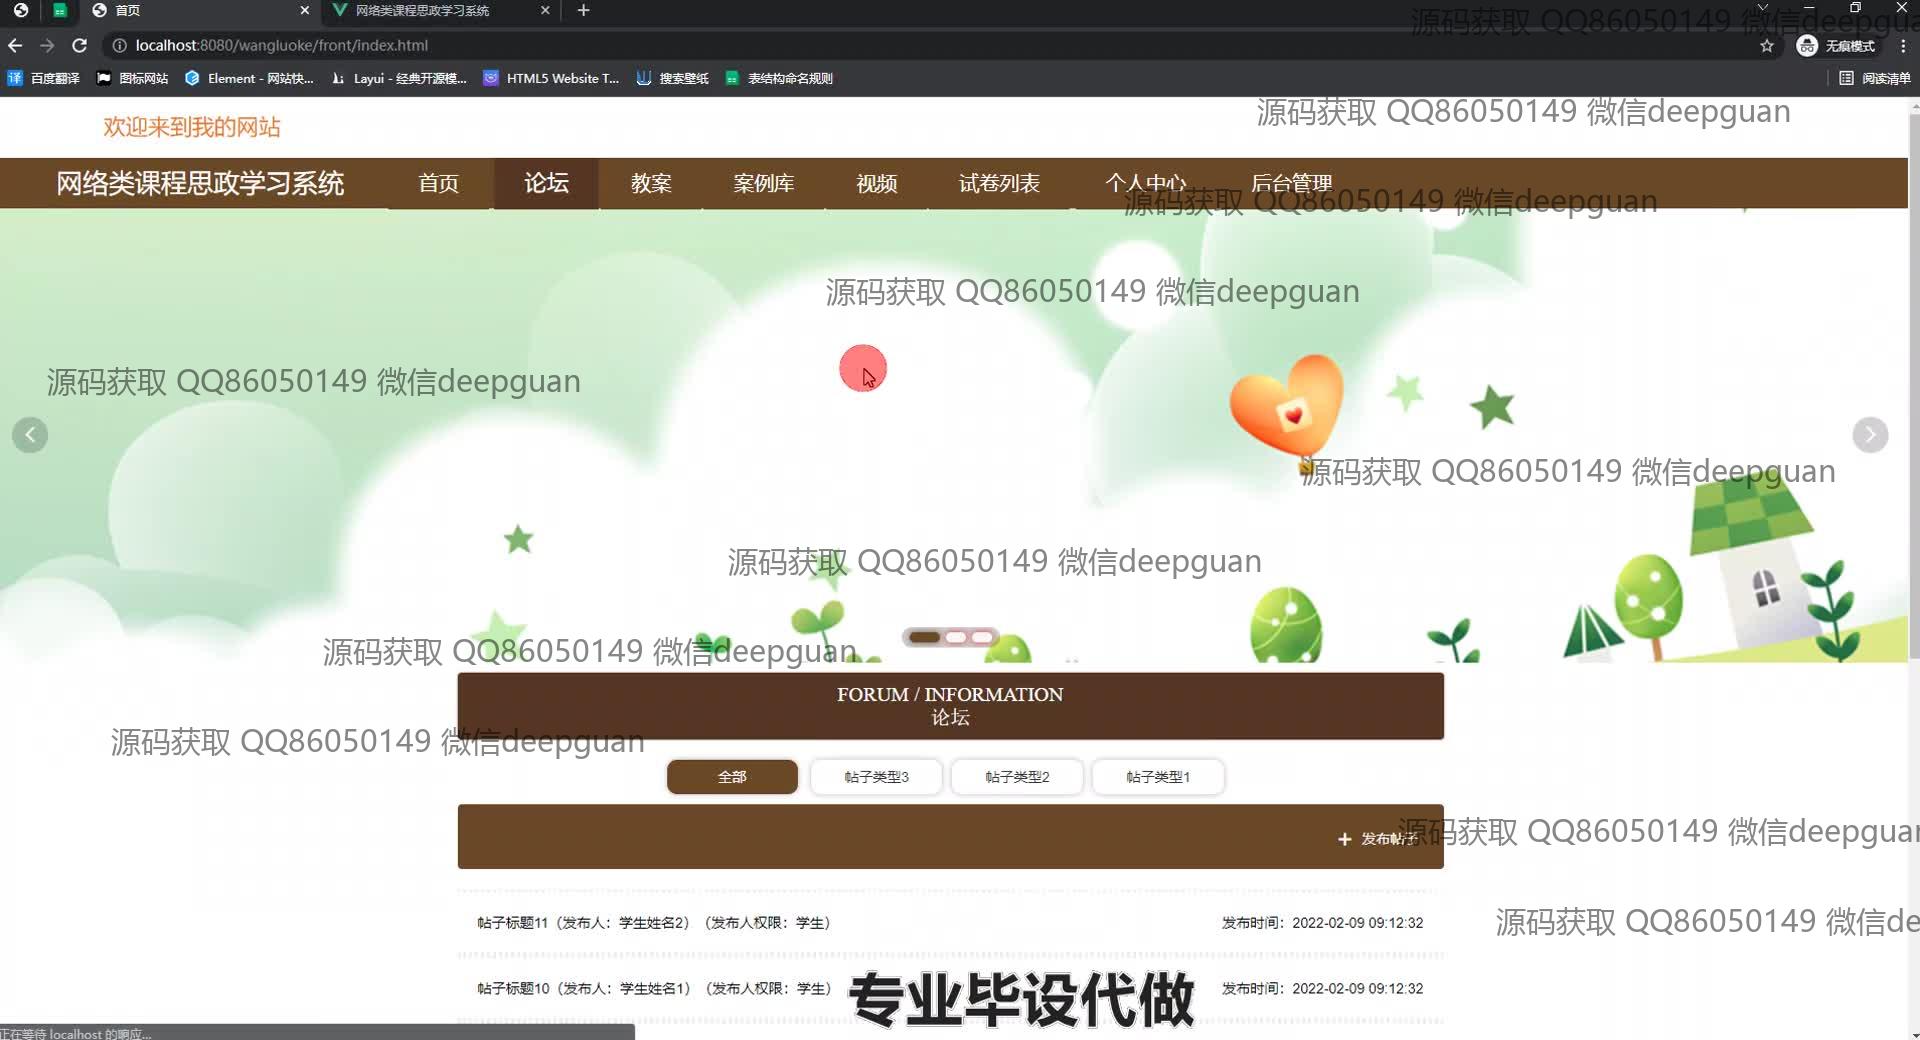 首页
网络类课程思政学习系统
localhost:8080/wangluoke/front/index.html
无痕模式
百度翻译
图标网站
Element - 网站快...
Layui - 经典开源模...
HTML5 Website T...
搜索壁纸
表结构命名规则
阅读清单
源码获取 QQ86050149 微信deepgua
源码获取 QQ86050149 微信deepguan
欢迎来到我的网站
网络类课程思政学习系统
首页
论坛
教案
案例库
视频
试卷列表
个人中心
后台管理
源码获取 QQ86050149 微信deepguan
源码获取 QQ86050149 微信deepguan
源码获取 QQ86050149 微信deepguan
源码获取 QQ86050149 微信deepguan
源码获取 QQ86050149 微信deepguan
源码获取 QQ86050149 微信deepguan
FORUM / INFORMATION
论坛
源码获取 QQ86050149 微信deepguan
全部
帖子类型3
帖子类型2
帖子类型1
+ 发布帖子
源码获取 QQ86050149 微信deepguan
帖子标题11（发布人：学生姓名2）（发布人权限：学生）
发布时间：2022-02-09 09:12:32
源码获取 QQ86050149 微信de
帖子标题10（发布人：学生姓名1）（发布人权限：学生）
发布时间：2022-02-09 09:12:32
专业毕设代做
正在等待 localhost 的响应...